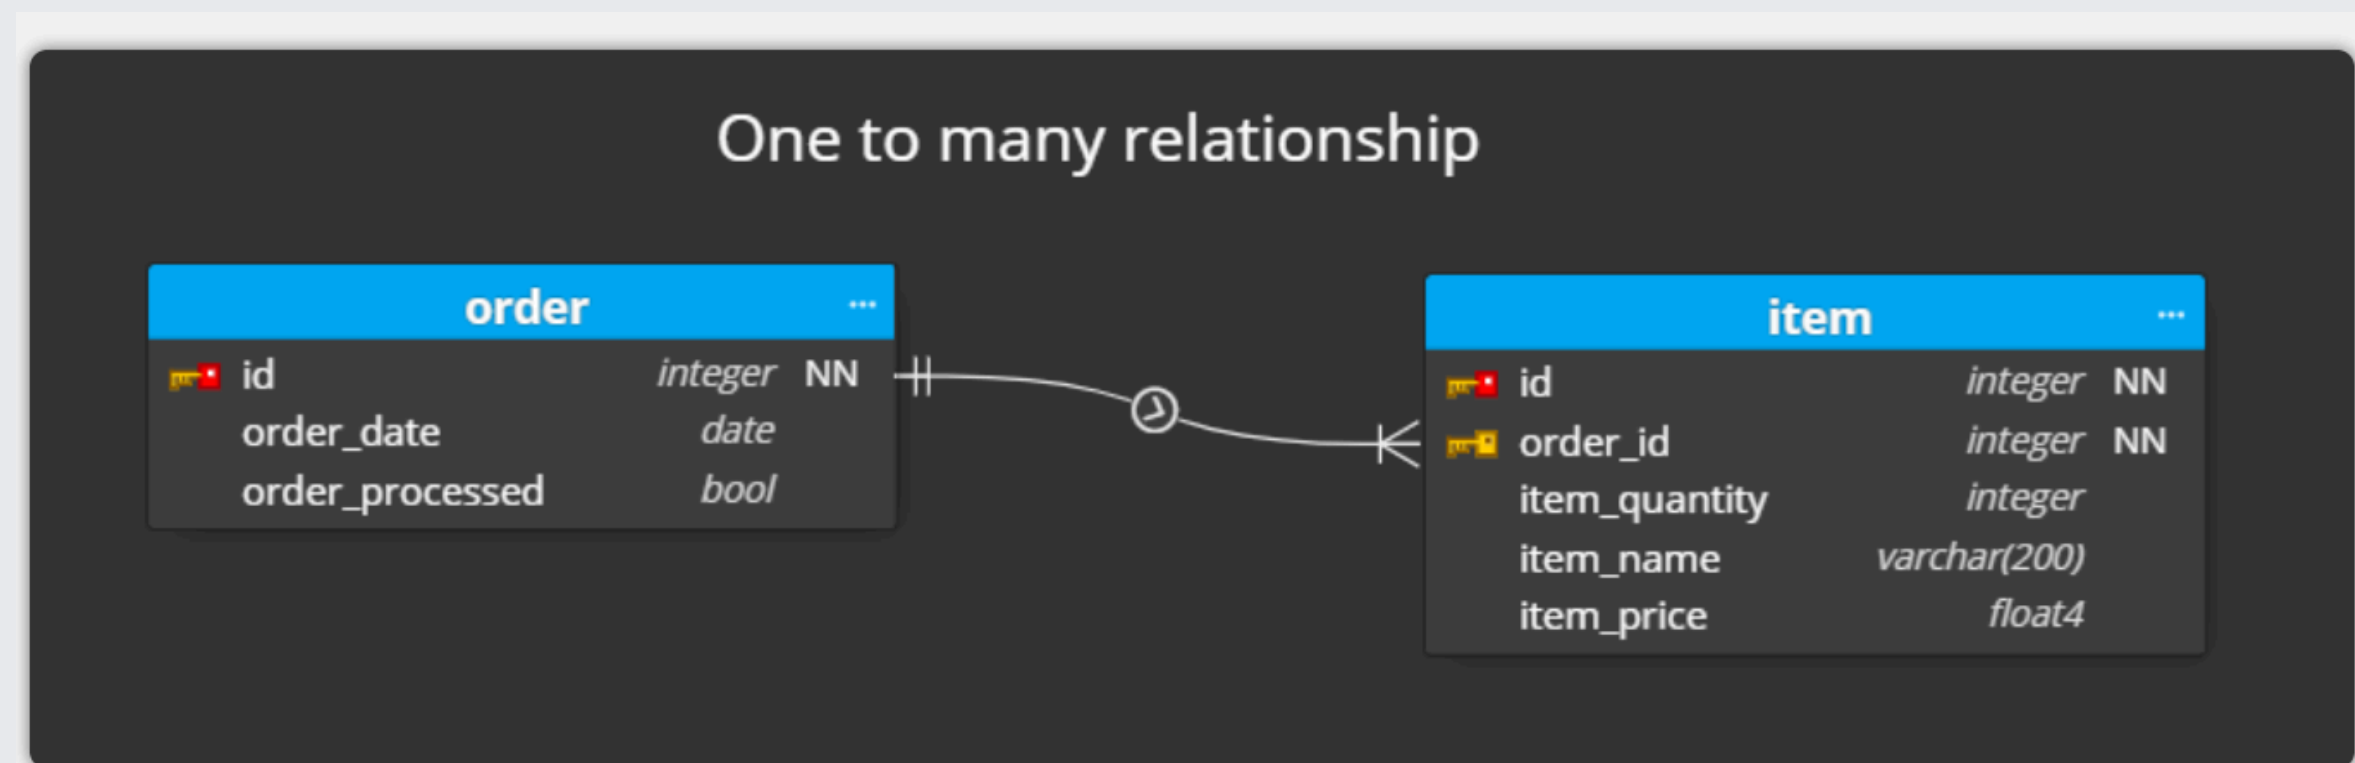 One to many relationship
order ...
id integer NN
order_date date
order_processed bool
item ...
id integer NN
order_id integer NN
item_quantity integer
item_name varchar(200)
item_price float4